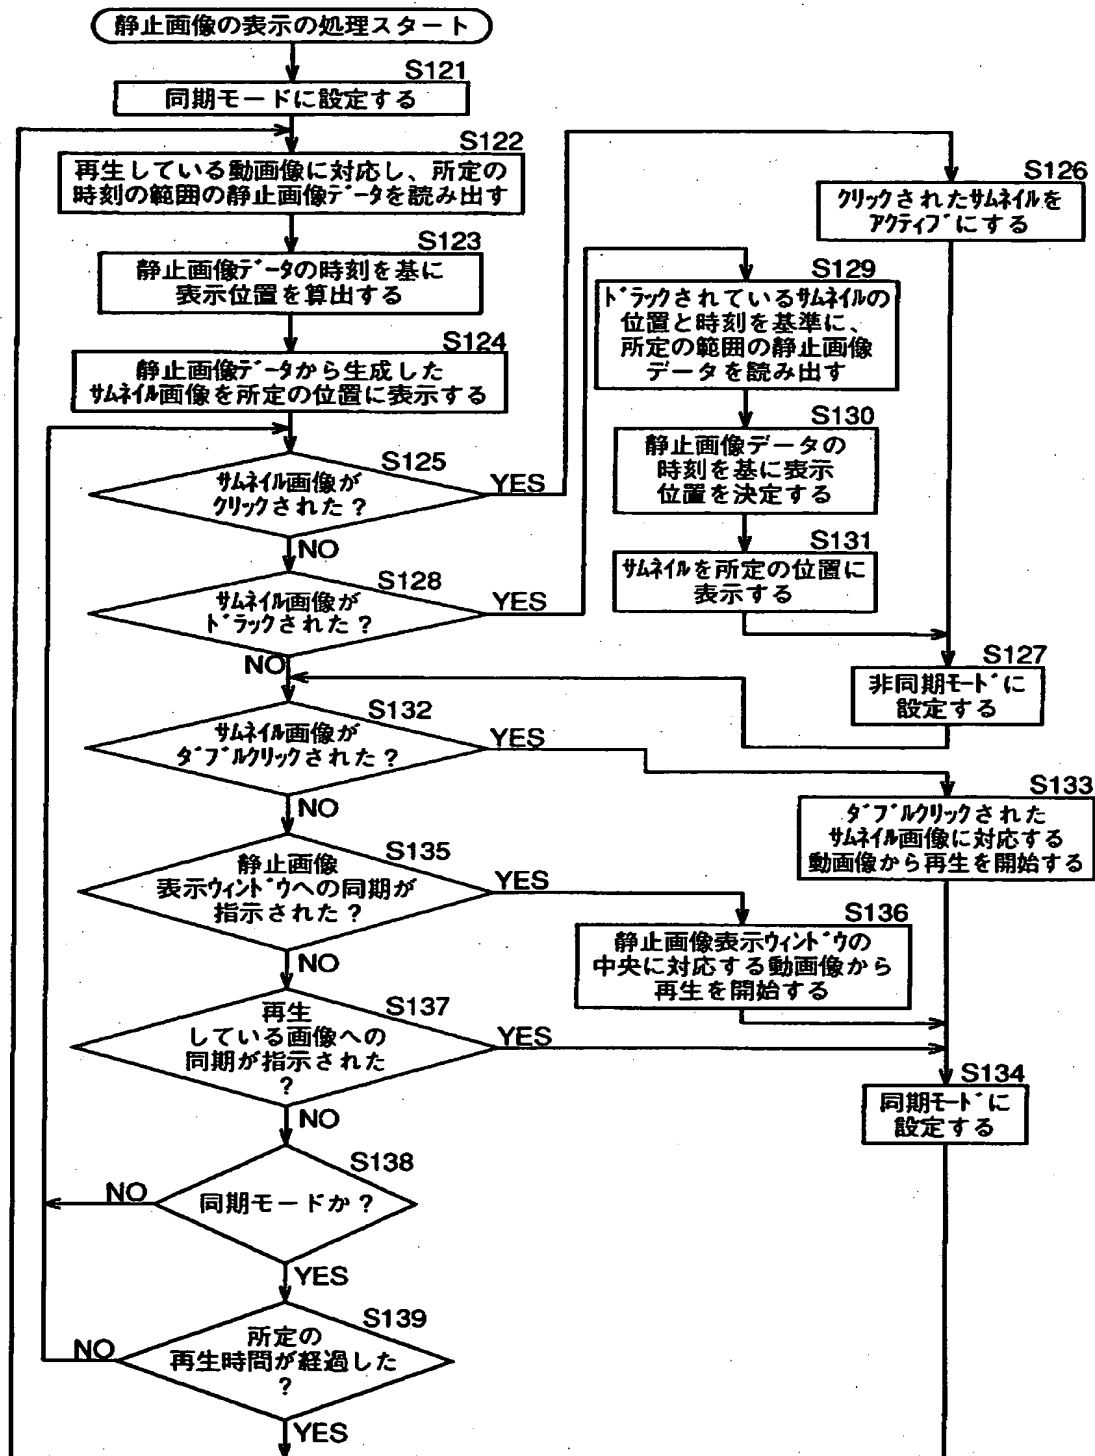 静止画像の表示の処理スタート
S121
同期モードに設定する
S122
再生している動画像に対応し、所定の
時刻の範囲の静止画像ﾃﾞｰﾀを読み出す
S123
静止画像ﾃﾞｰﾀの時刻を基に
表示位置を算出する
S124
静止画像ﾃﾞｰﾀから生成した
ｻﾑﾈｲﾙ画像を所定の位置に表示する
S125
ｻﾑﾈｲﾙ画像が
ｸﾘｯｸされた?
YES
NO
S126
ｸﾘｯｸされたｻﾑﾈｲﾙを
ｱｸﾃｨﾌﾞにする
S128
ｻﾑﾈｲﾙ画像が
ﾄﾞﾗｯｸされた?
YES
NO
S129
ﾄﾞﾗｯｸされているｻﾑﾈｲﾙの
位置と時刻を基準に、
所定の範囲の静止画像
データを読み出す
S130
静止画像データの
時刻を基に表示
位置を決定する
S131
ｻﾑﾈｲﾙを所定の位置に
表示する
S127
非同期ﾓｰﾄﾞに
設定する
S132
ｻﾑﾈｲﾙ画像が
ﾀﾞﾌﾞﾙｸﾘｯｸされた?
YES
NO
S133
ﾀﾞﾌﾞﾙｸﾘｯｸされた
ｻﾑﾈｲﾙ画像に対応する
動画像から再生を開始する
S135
静止画像
表示ｳｨﾝﾄﾞｳへの同期が
指示された?
YES
NO
S136
静止画像表示ｳｨﾝﾄﾞｳの
中央に対応する動画像から
再生を開始する
S137
再生
している画像への
同期が指示された
?
YES
NO
S134
同期ﾓｰﾄﾞに
設定する
S138
同期モードか?
NO
YES
S139
所定の
再生時間が経過した
?
NO
YES